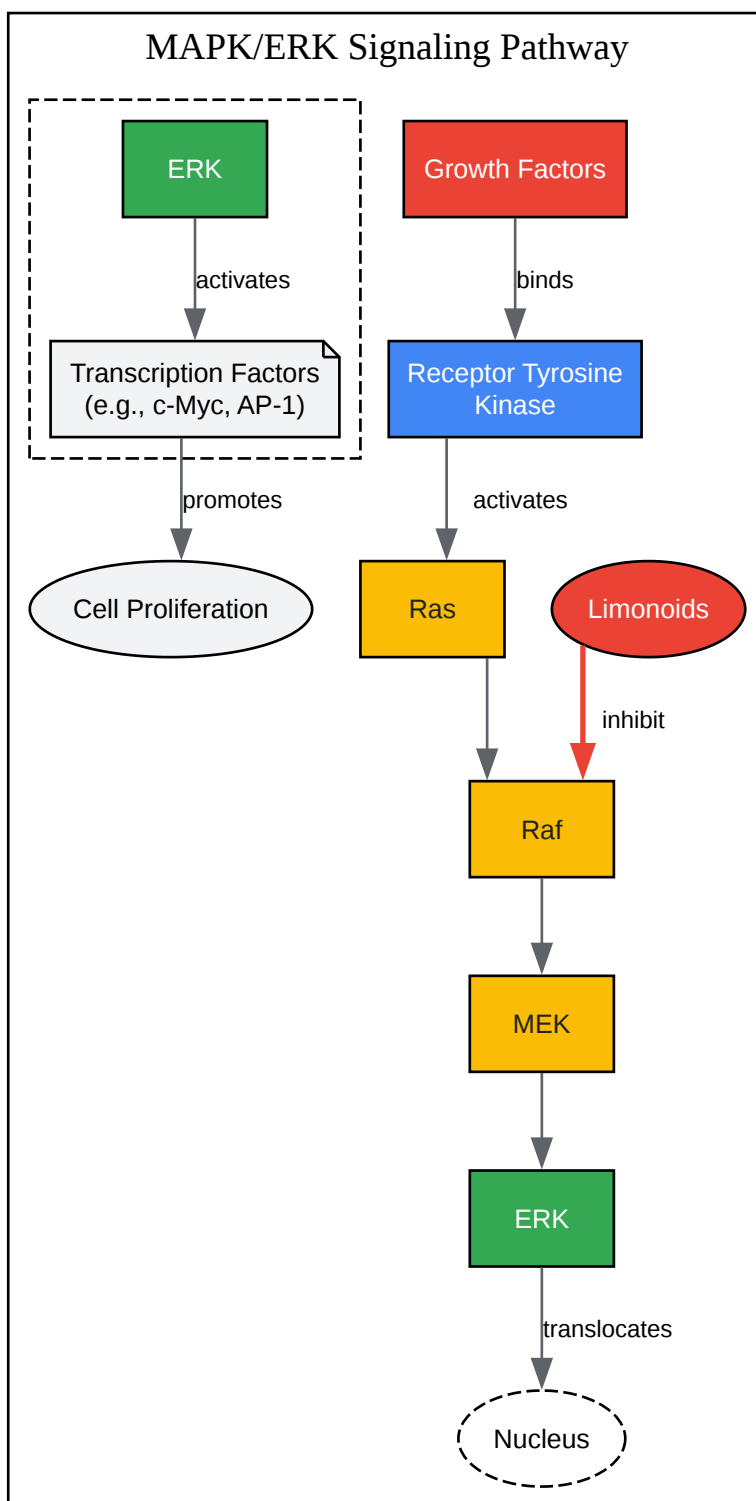 MAPK/ERK Signaling Pathway
ERK
Growth Factors
activates
binds
Transcription Factors
(e.g., c-Myc, AP-1)
Receptor Tyrosine
Kinase
promotes
activates
Cell Proliferation
Ras
Limonoids
inhibit
Raf
MEK
ERK
translocates
Nucleus